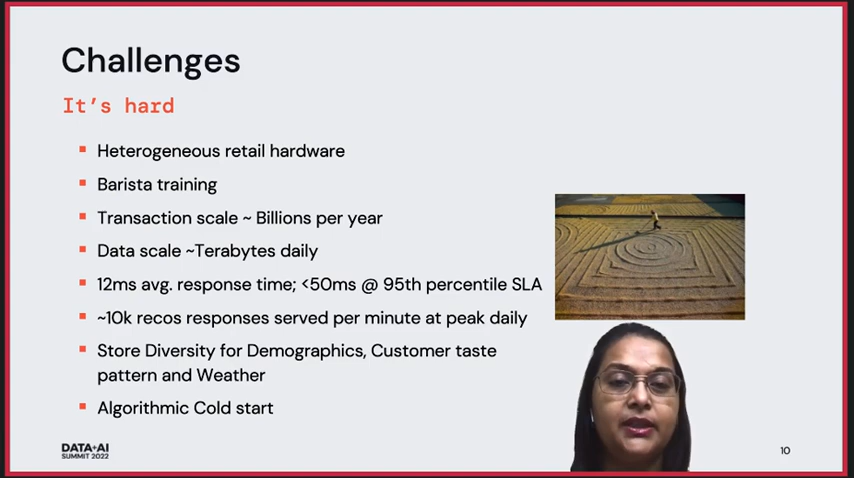 Challenges
It's hard
Heterogeneous retail hardware
Barista training
Transaction scale ~ Billions per year
Data scale ~Terabytes daily
12ms avg. response time; <50ms @ 95th percentile SLA
~10k recos responses served per minute at peak daily
Store Diversity for Demographics, Customer taste
pattern and Weather
Algorithmic Cold start
DATA+AI
SUMMIT 2022
10